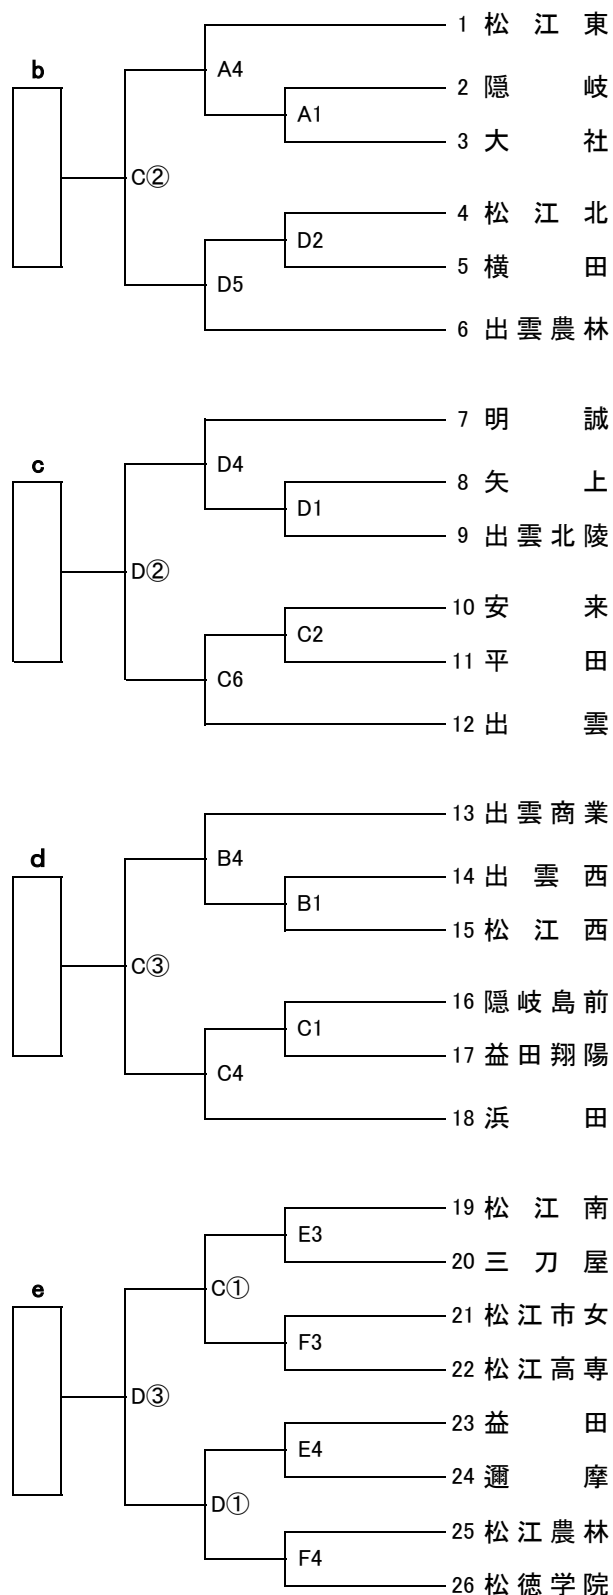 1 松江東
b
A4
2 隠岐
A1
3 大社
C②
4 松江北
D2
5 横田
D5
6 出雲農林
7 明誠
c
D4
8 矢上
D1
9 出雲北陵
D②
10 安来
C2
11 平田
C6
12 出雲
13 出雲商業
d
B4
14 出雲西
B1
15 松江西
C③
16 隠岐島前
C1
17 益田翔陽
C4
18 浜田
19 松江南
E3
20 三刀屋
e
C①
21 松江市女
F3
22 松江高専
D③
23 益田
E4
24 邇摩
D①
25 松江農林
F4
26 松徳学院